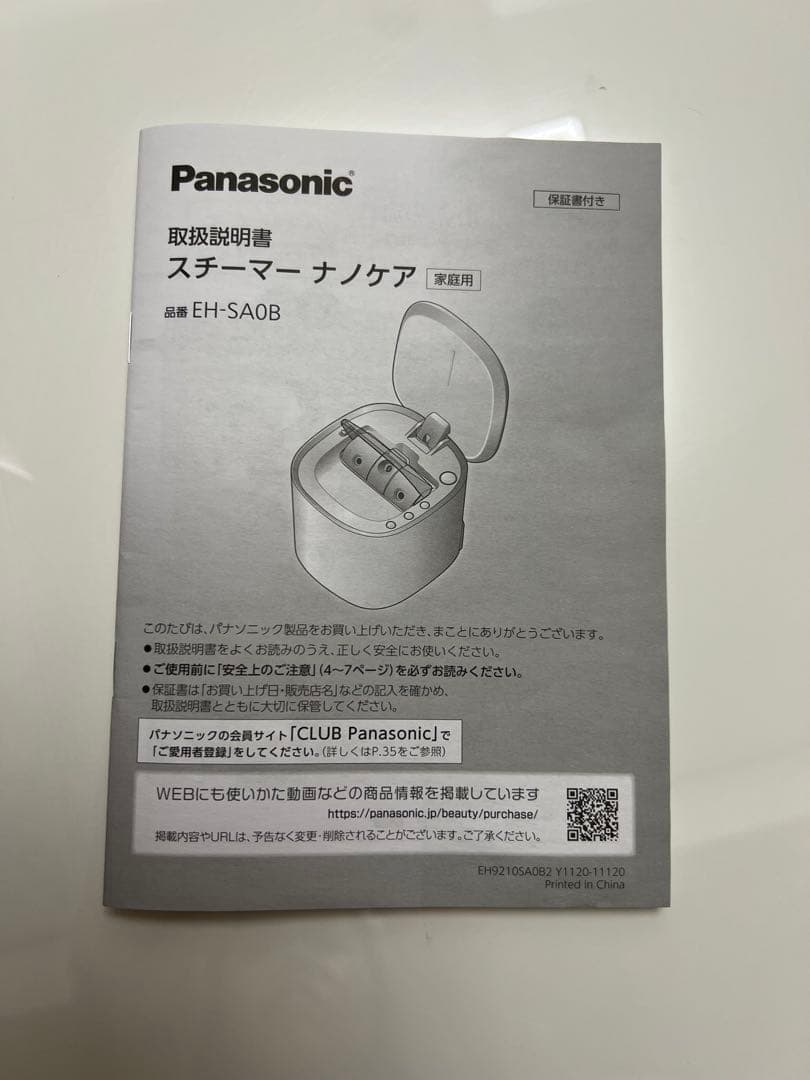 Panasonic®
保証書付き
取扱説明書
スチーマー ナノケア 家庭用
品番 EH-SA0B
このたびは、パナソニック製品をお買い上げいただき、まことにありがとうございます。
●取扱説明書をよくお読みのうえ、正しく安全にお使いください。
●ご使用前に「安全上のご注意」(4～7ページ)を必ずお読みください。
●保証書は「お買い上げ日・販売店名」などの記入を確かめ、
取扱説明書とともに大切に保管してください。
パナソニックの会員サイト「CLUB Panasonic」で
「ご愛用者登録」をしてください。(詳しくはP.35をご参照)
WEBにも使いかた動画などの商品情報を掲載しています
https://panasonic.jp/beauty/purchase/
掲載内容やURLは、予告なく変更・削除されることがございます。ご了承ください。
EH9210SA0B2 Y1120-11120
Printed in China